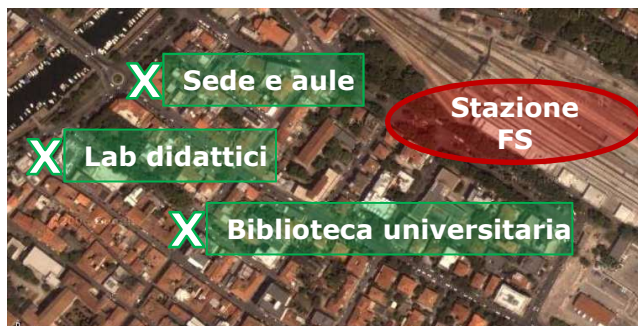 X Sede e aule
Stazione
FS
X Lab didattici
X Biblioteca universitaria